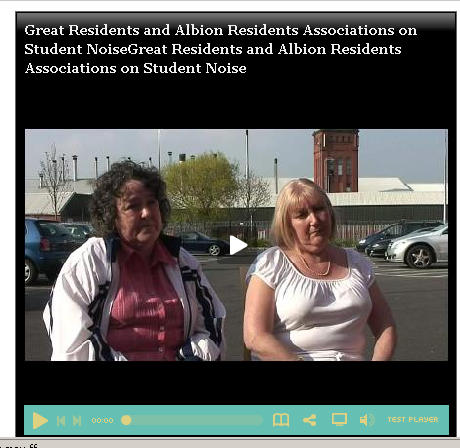 Great Residents and Albion Residents Associations on
Student NoiseGreat Residents and Albion Residents
Associations on Student Noise
00:00
TEST PLAYER